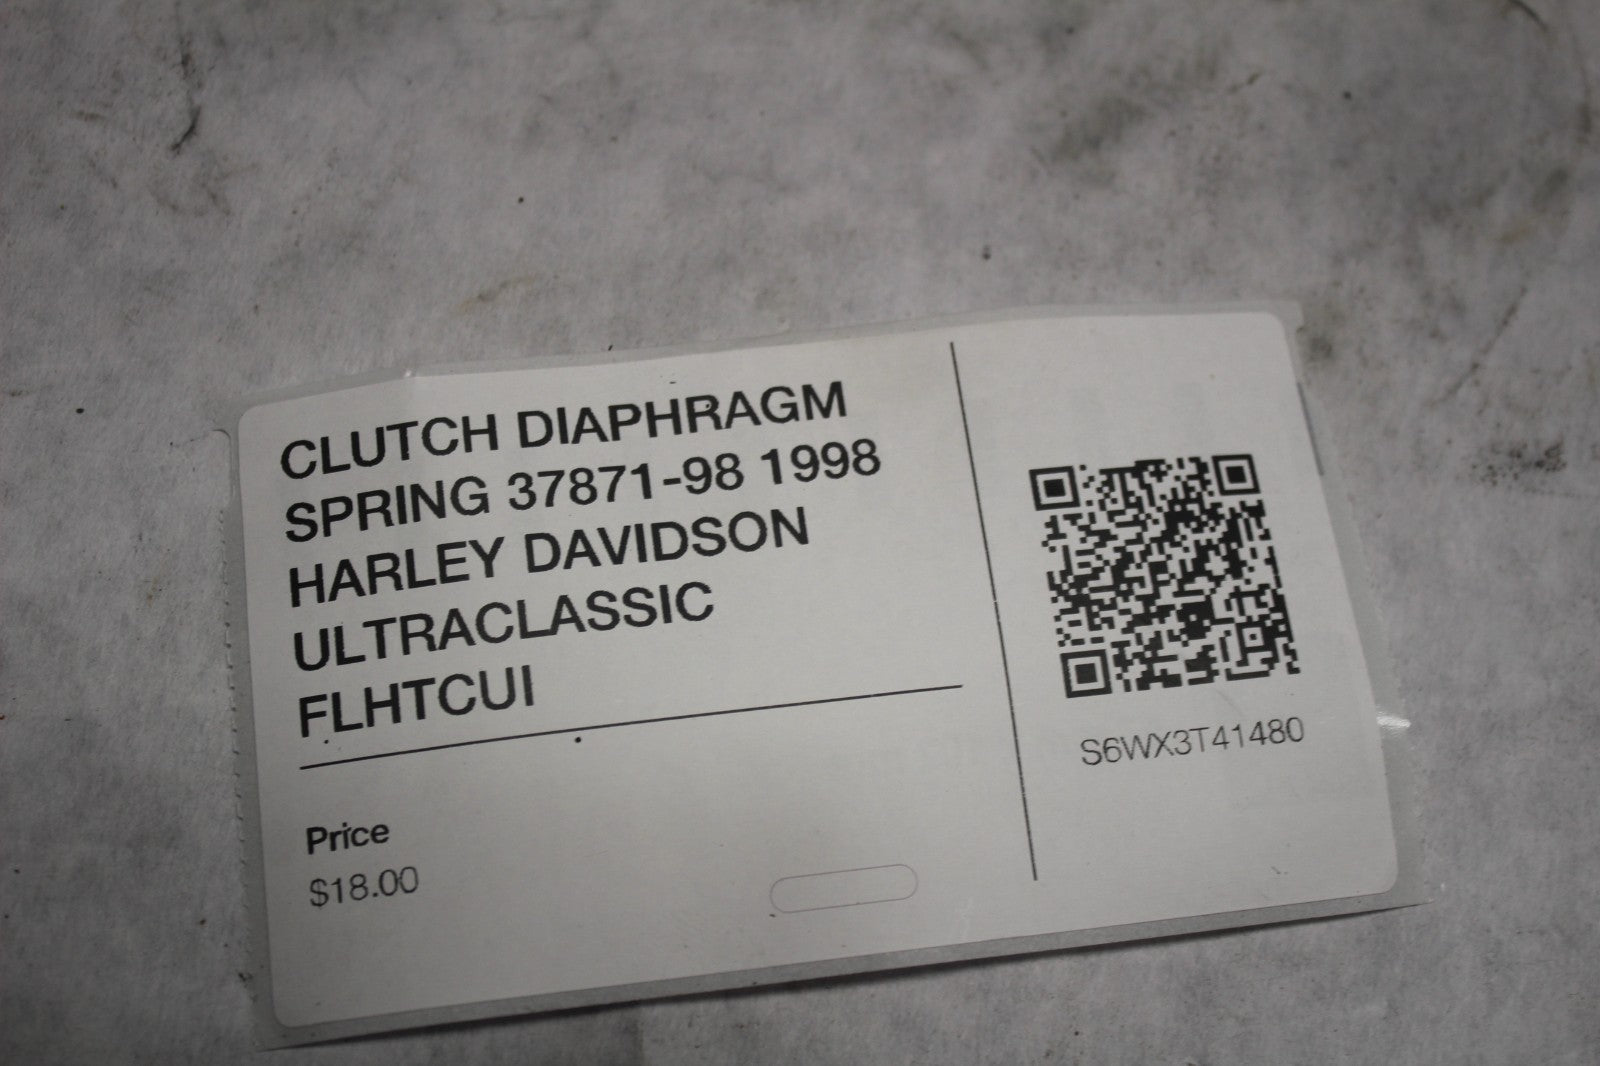 CLUTCH DIAPHRAGM
SPRING 37871-98 1998
HARLEY DAVIDSON
ULTRACLASSIC
FLHTCUI
Price
$18.00
S6WX3T41480